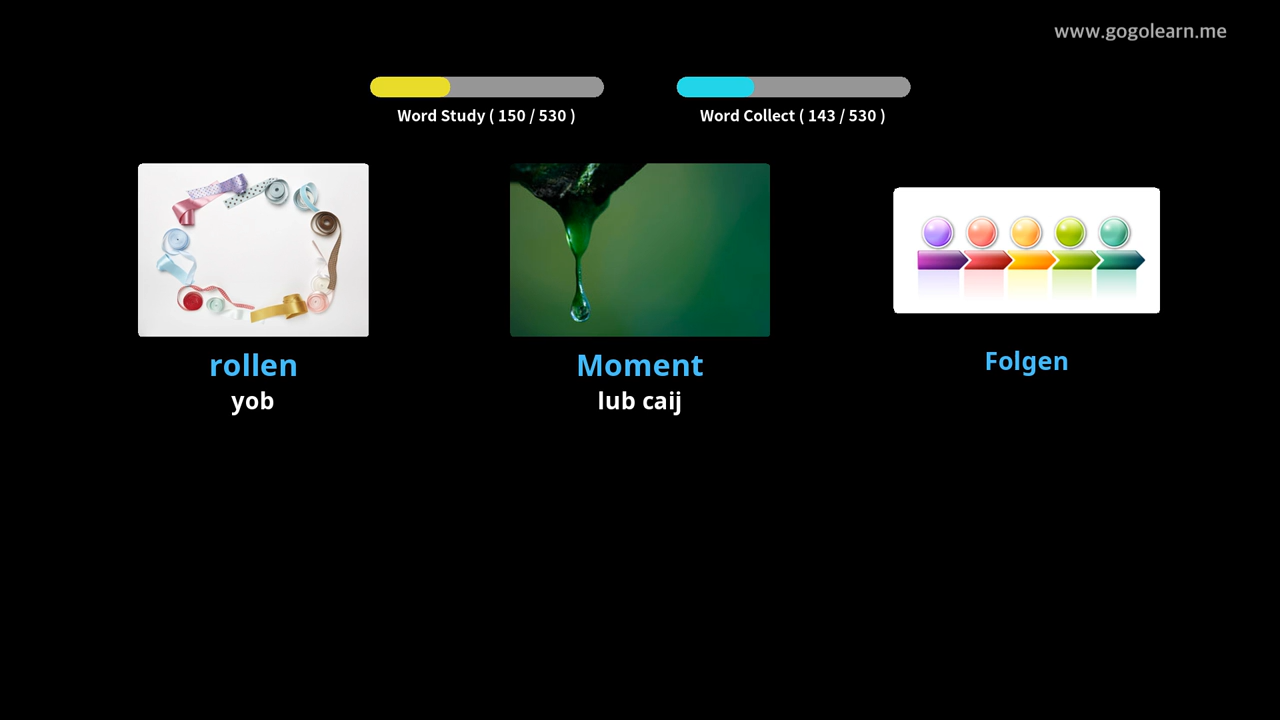 www.gogolearn.me
Word Study ( 150 / 530 )
Word Collect ( 143 / 530 )
rollen
yob
Moment
lub caij
Folgen